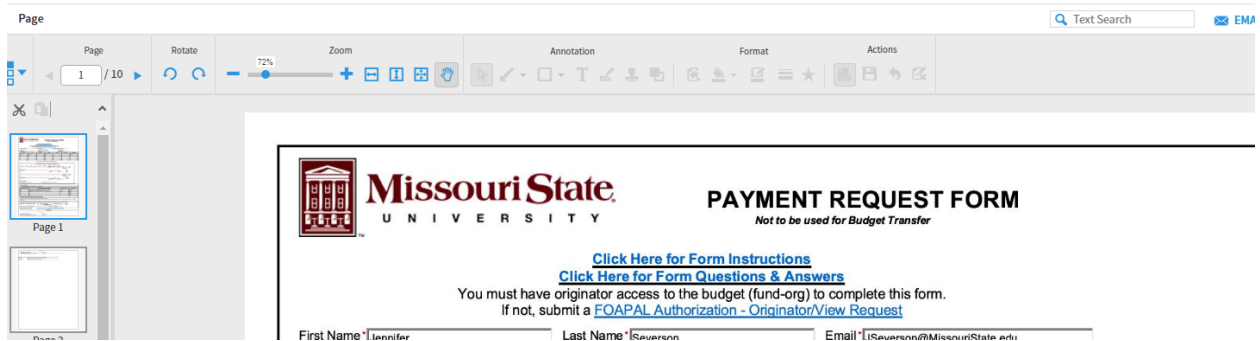 Page
Text Search
EMA
Page
Rotate
Zoom
Annotation
Format
Actions
72%
1 / 10
Missouri State
UNIVERSITY
TM
PAYMENT REQUEST FORM
Not to be used for Budget Transfer
Page 1
Click Here for Form Instructions
Click Here for Form Questions & Answers
You must have originator access to the budget (fund-org) to complete this form.
If not, submit a FOAPAL Authorization - Originator/View Request
First Name* Jennifer Last Name* Severson Email* JSeverson@MissouriState.edu
Page 2